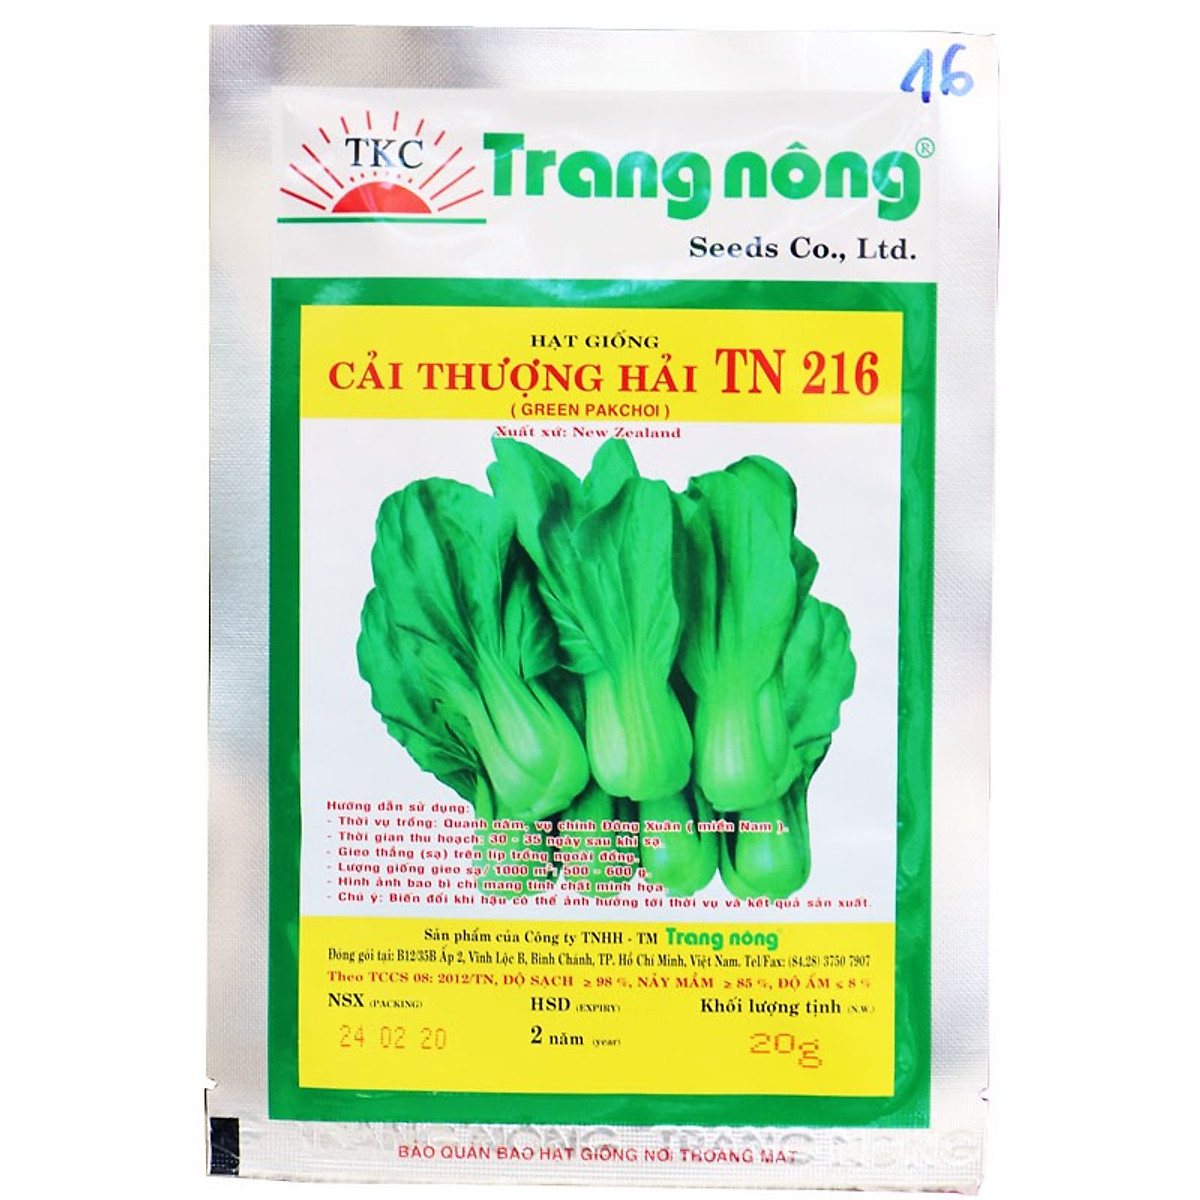 16
TKC Trang nông®
Seeds Co., Ltd.
HẠT GIỐNG
CẢI THƯỢNG HẢI TN 216
( GREEN PAKCHOI )
Xuất xứ: New Zealand
Hướng dẫn sử dụng:
- Thời vụ trồng: Quanh năm, vụ chính Đông Xuân ( miền Nam ).
- Thời gian thu hoạch: 30 - 35 ngày sau khi sạ.
- Gieo thẳng (sạ) trên líp trồng ngoài đồng.
- Lượng giống gieo sạ/ 1000 m²: 500 - 600 g.
- Hình ảnh bao bì chỉ mang tính chất minh họa.
- Chú ý: Biến đổi khí hậu có thể ảnh hưởng tới thời vụ và kết quả sản xuất.
Sản phẩm của Công ty TNHH - TM Trang nông
Đóng gói tại: B12/35B Ấp 2, Vĩnh Lộc B, Bình Chánh, TP. Hồ Chí Minh, Việt Nam. Tel/Fax: (84.28) 3750 7907
Theo TCCS 08: 2012/TN, ĐỘ SẠCH ≥ 98 %, NẢY MẦM ≥ 85 %, ĐỘ ẨM ≤ 8 %
NSX (PACKING) HSD (EXPIRY) Khối lượng tịnh (N.W.)
24 02 20 2 năm (year) 20g
TRANG NÔNG TRANG NÔNG
BẢO QUẢN BAO HẠT GIỐNG NƠI THOÁNG MÁT